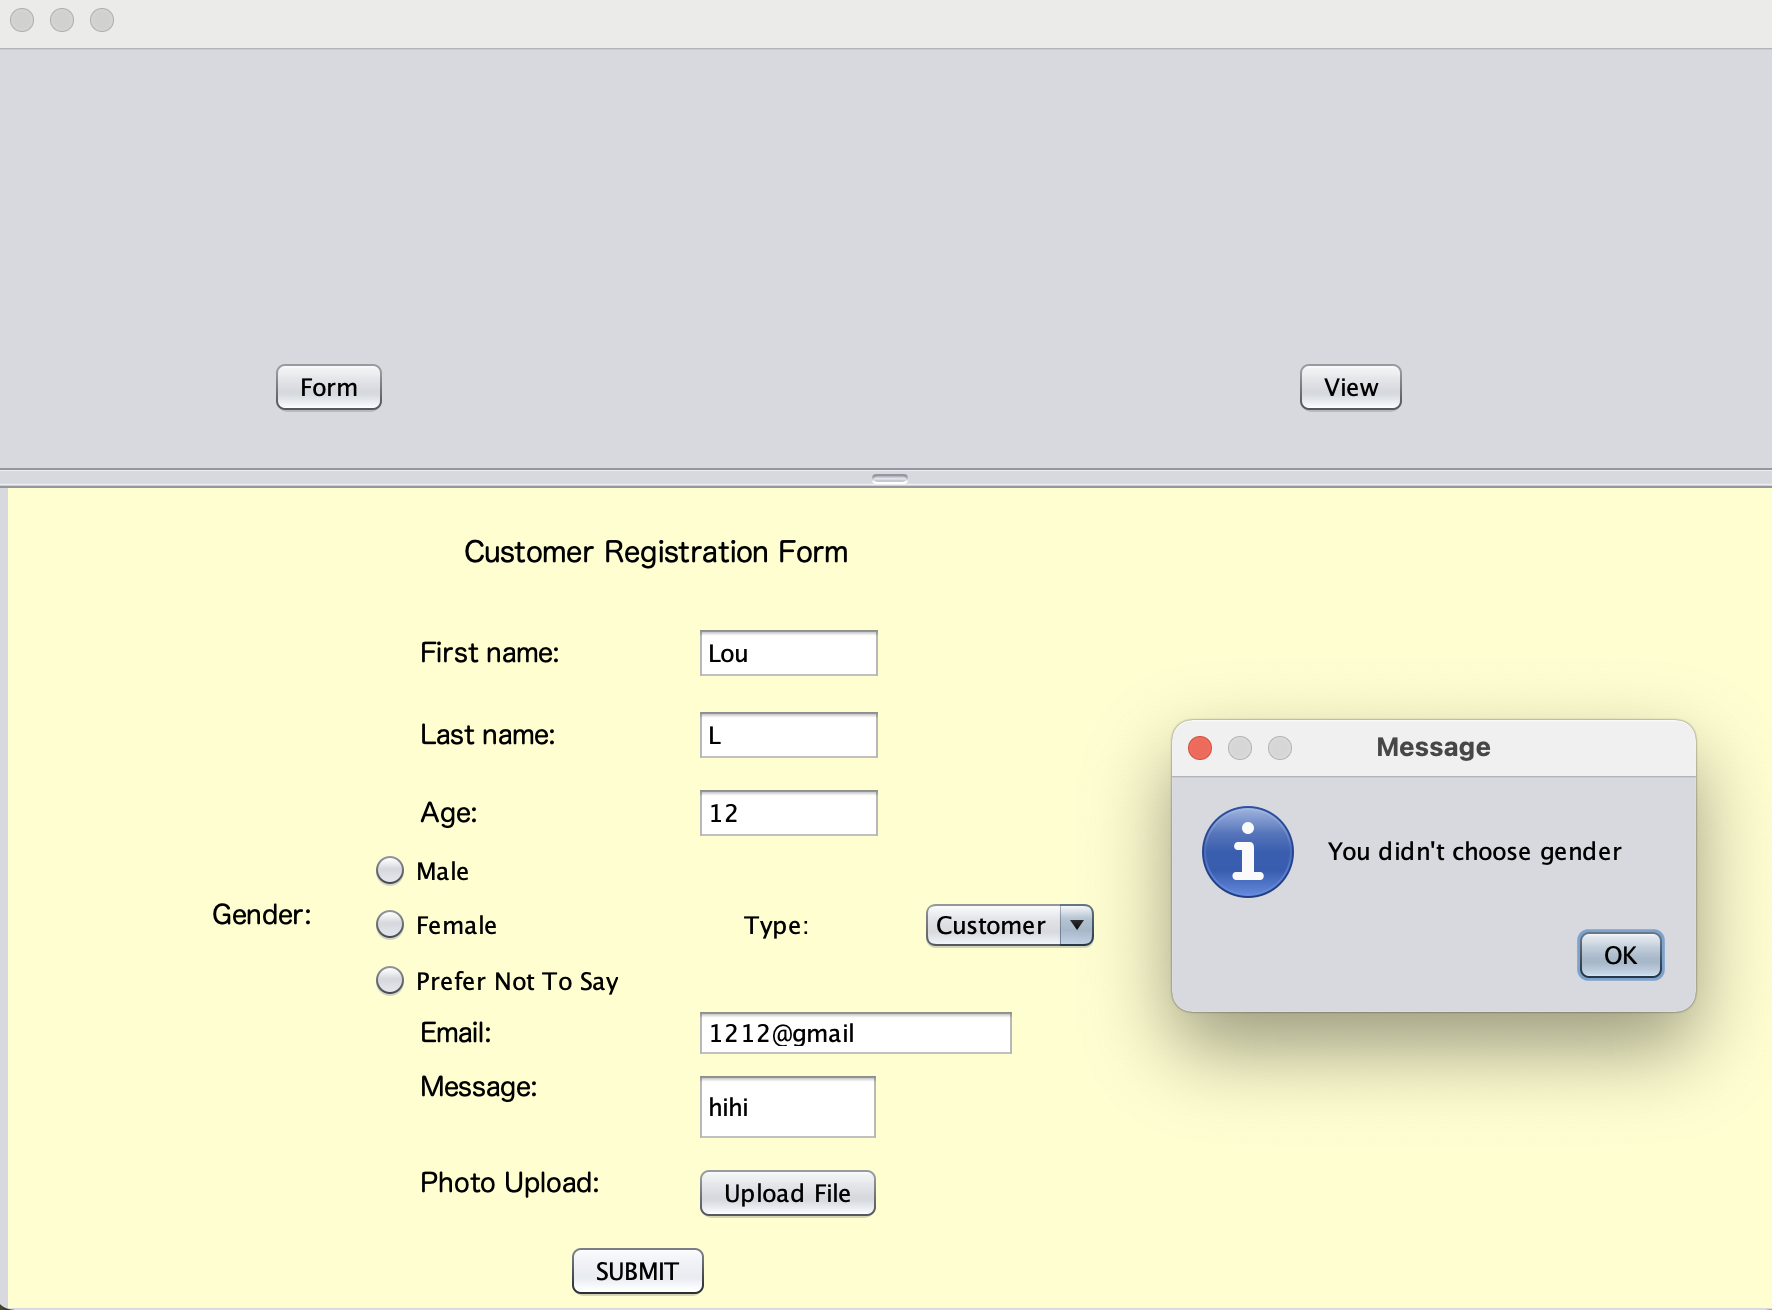 Form
View
Customer Registration Form
First name:
Lou
Last name:
L
Age:
12
Male
Gender:
Female
Type:
Customer
Prefer Not To Say
Email:
1212@gmail
Message:
hihi
Photo Upload:
Upload File
SUBMIT
Message
You didn't choose gender
OK